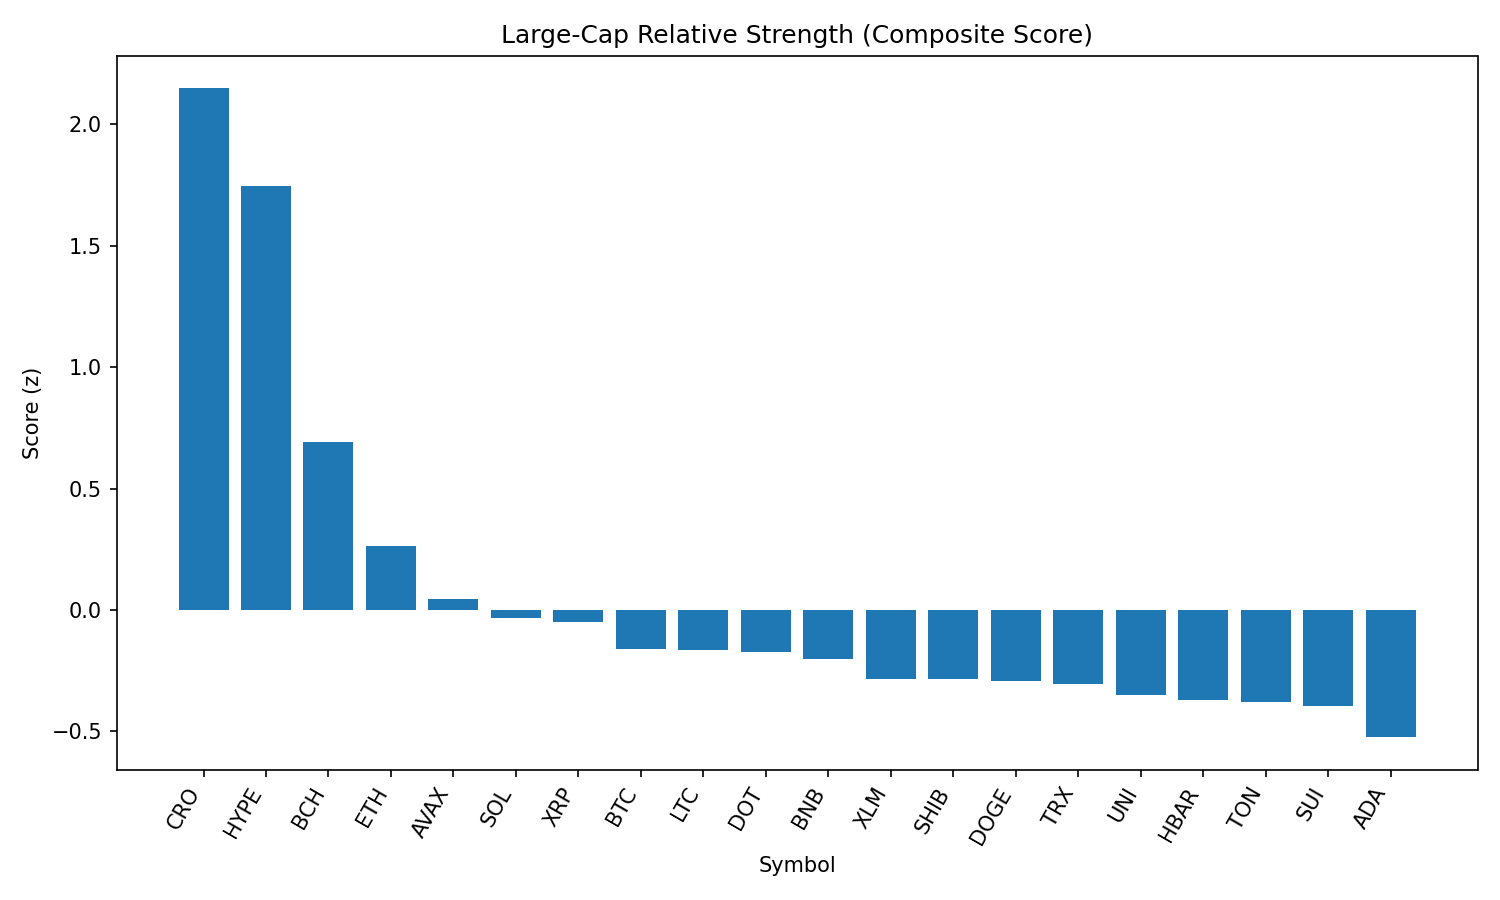 Large-Cap Relative Strength (Composite Score)
Score (z)
2.0
1.5
1.0
0.5
0.0
−0.5
CRO
HYPE
BCH
ETH
AVAX
SOL
XRP
BTC
LTC
DOT
BNB
XLM
SHIB
DOGE
TRX
UNI
HBAR
TON
SUI
ADA
Symbol